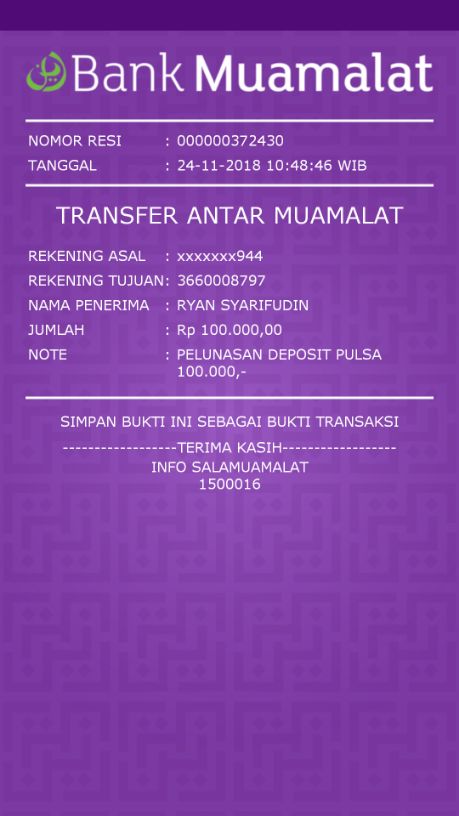 Bank Muamalat
NOMOR RESI : 000000372430
TANGGAL : 24-11-2018 10:48:46 WIB
TRANSFER ANTAR MUAMALAT
REKENING ASAL : xxxxxxx944
REKENING TUJUAN: 3660008797
NAMA PENERIMA : RYAN SYARIFUDIN
JUMLAH : Rp 100.000,00
NOTE : PELUNASAN DEPOSIT PULSA
100.000,-
SIMPAN BUKTI INI SEBAGAI BUKTI TRANSAKSI
------------------TERIMA KASIH------------------
INFO SALAMUAMALAT
1500016